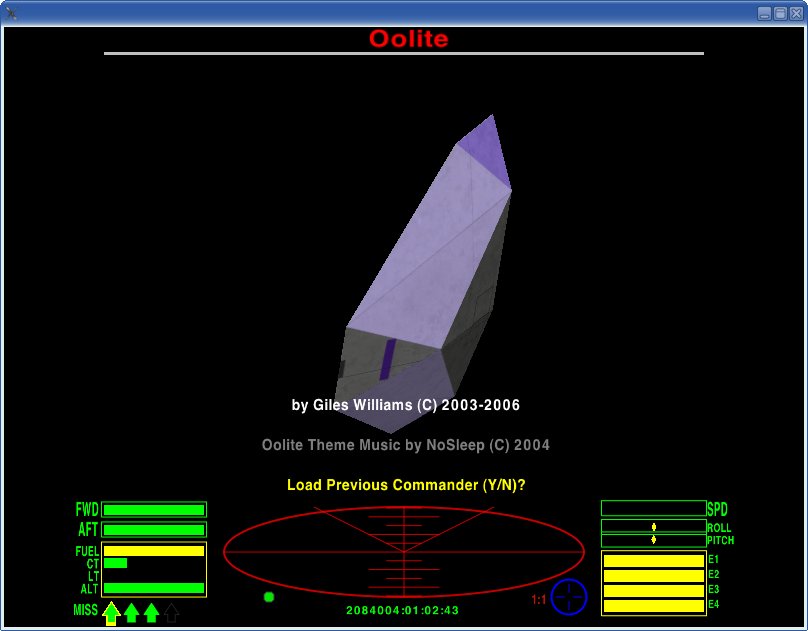 Oolite
by Giles Williams (C) 2003-2006
Oolite Theme Music by NoSleep (C) 2004
Load Previous Commander (Y/N)?
FWD
AFT
FUEL
CT
LT
ALT
MISS
2084004:01:02:43
1:1
SPD
ROLL
PITCH
E1
E2
E3
E4